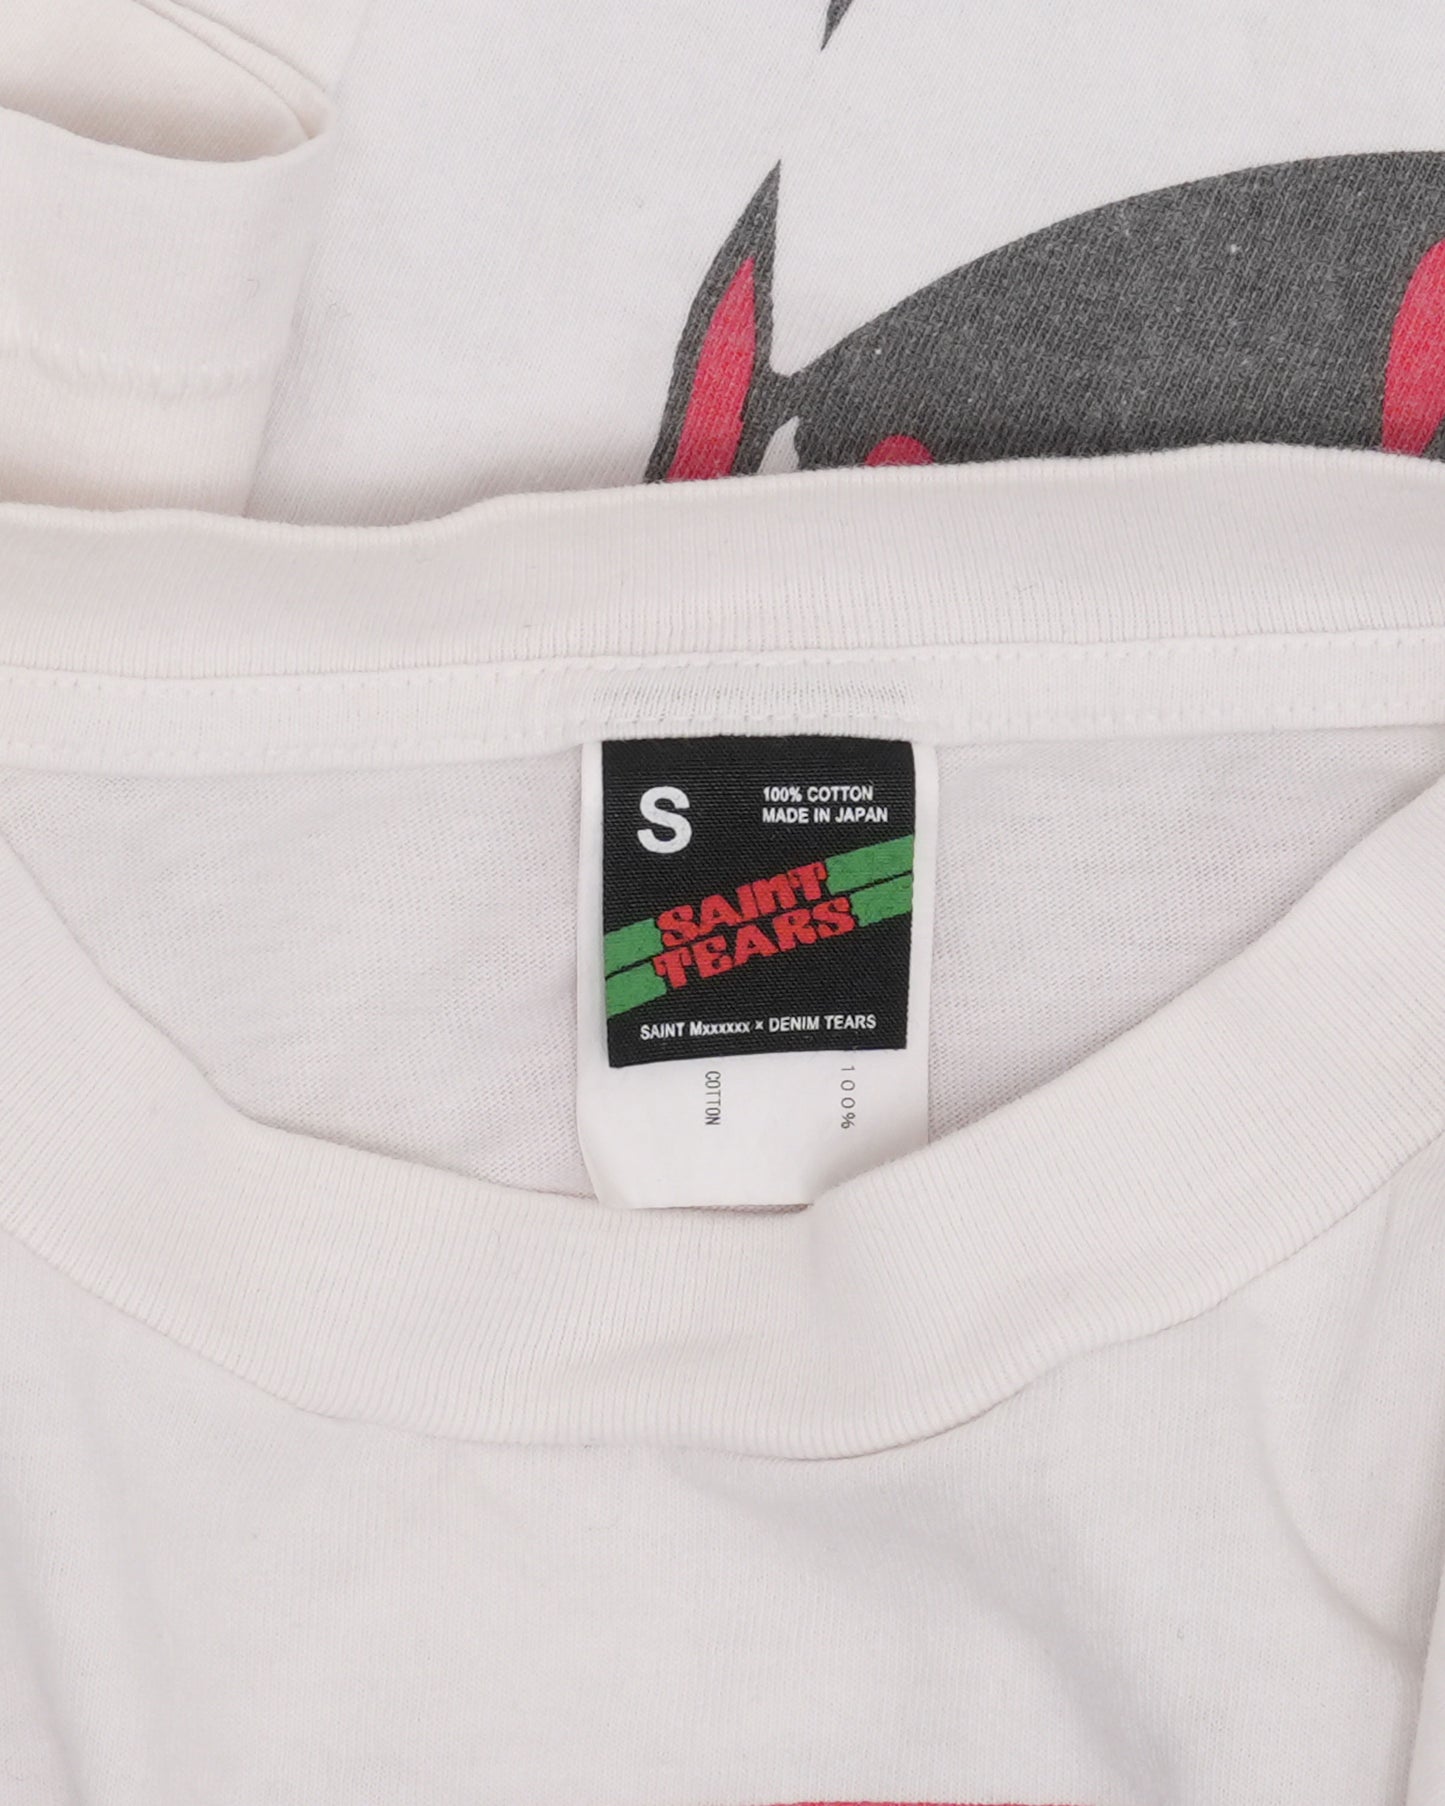 S
100% COTTON
MADE IN JAPAN
SAINT
TEARS
SAINT Mxxxxxx × DENIM TEARS
COTTON
100%